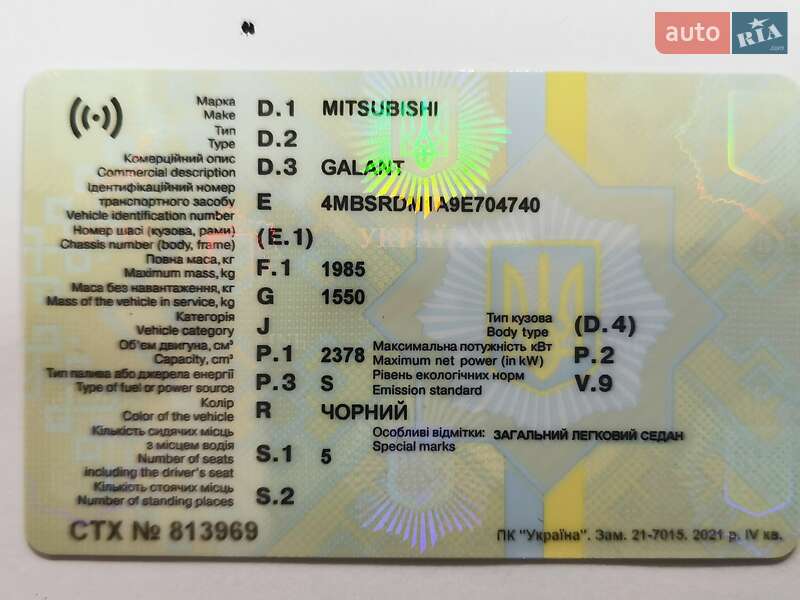 auto RIA.com
Марка D.1 MITSUBISHI
Make
Тип D.2
Type
Комерційний опис D.3 GALANT
Commercial description
Ідентифікаційний номер
транспортного засобу E
Vehicle identification number
Номер шасі (кузова, рами) (E.1)
Chassis number (body, frame)
УКРАЇНА
Повна маса, кг F.1 1985
Maximum mass, kg
Маса без навантаження, кг G 1550
Mass of the vehicle in service, kg
Категорія J Тип кузова (D.4)
Vehicle category Body type
Об'єм двигуна, см³ P.1 2378 Максимальна потужність кВт P.2
Capacity, cm³ Maximum net power (in kW)
Тип палива або джерела енергії P.3 S Рівень екологічних норм V.9
Type of fuel or power source Emission standard
Колір R ЧОРНИЙ
Color of the vehicle
Кількість сидячих місць Особливі відмітки: ЗАГАЛЬНИЙ ЛЕГКОВИЙ СЕДАН
з місцем водія S.1 5 Special marks
Number of seats
including the driver's seat
Кількість стоячих місць S.2
Number of standing places
СТХ № 813969
ПК "Україна". Зам. 21-7015. 2021 р. IV кв.